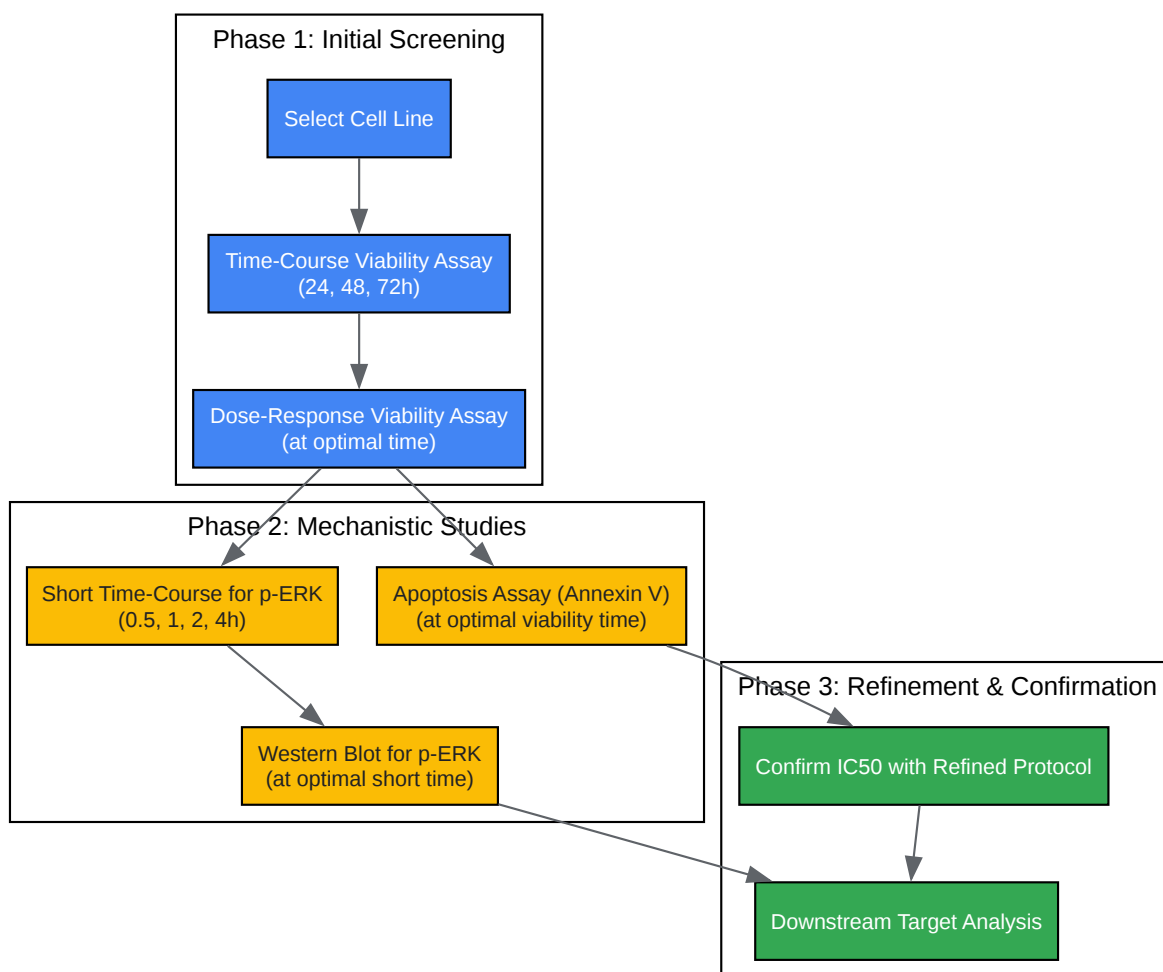 Phase 1: Initial Screening
Select Cell Line
Time-Course Viability Assay
(24, 48, 72h)
Dose-Response Viability Assay
(at optimal time)
Phase 2: Mechanistic Studies
Short Time-Course for p-ERK
(0.5, 1, 2, 4h)
Apoptosis Assay (Annexin V)
(at optimal viability time)
Western Blot for p-ERK
(at optimal short time)
Phase 3: Refinement & Confirmation
Confirm IC50 with Refined Protocol
Downstream Target Analysis